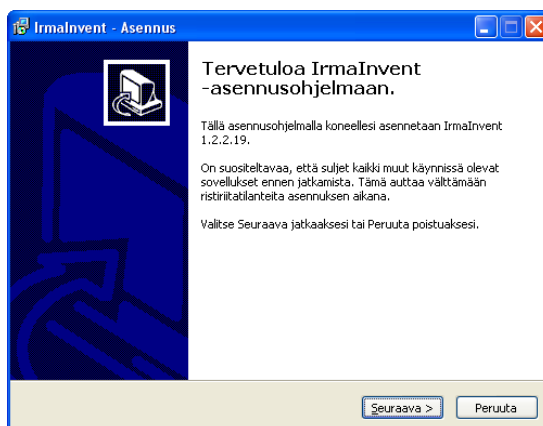 IrmaInvent - Asennus
Tervetuloa IrmaInvent
-asennusohjelmaan.
Tällä asennusohjelmalla koneellesi asennetaan IrmaInvent
1.2.2.19.
On suositeltavaa, että suljet kaikki muut käynnissä olevat
sovellukset ennen jatkamista. Tämä auttaa välttämään
ristiriitatilanteita asennuksen aikana.
Valitse Seuraava jatkaaksesi tai Peruuta poistuaksesi.
Seuraava >
Peruuta